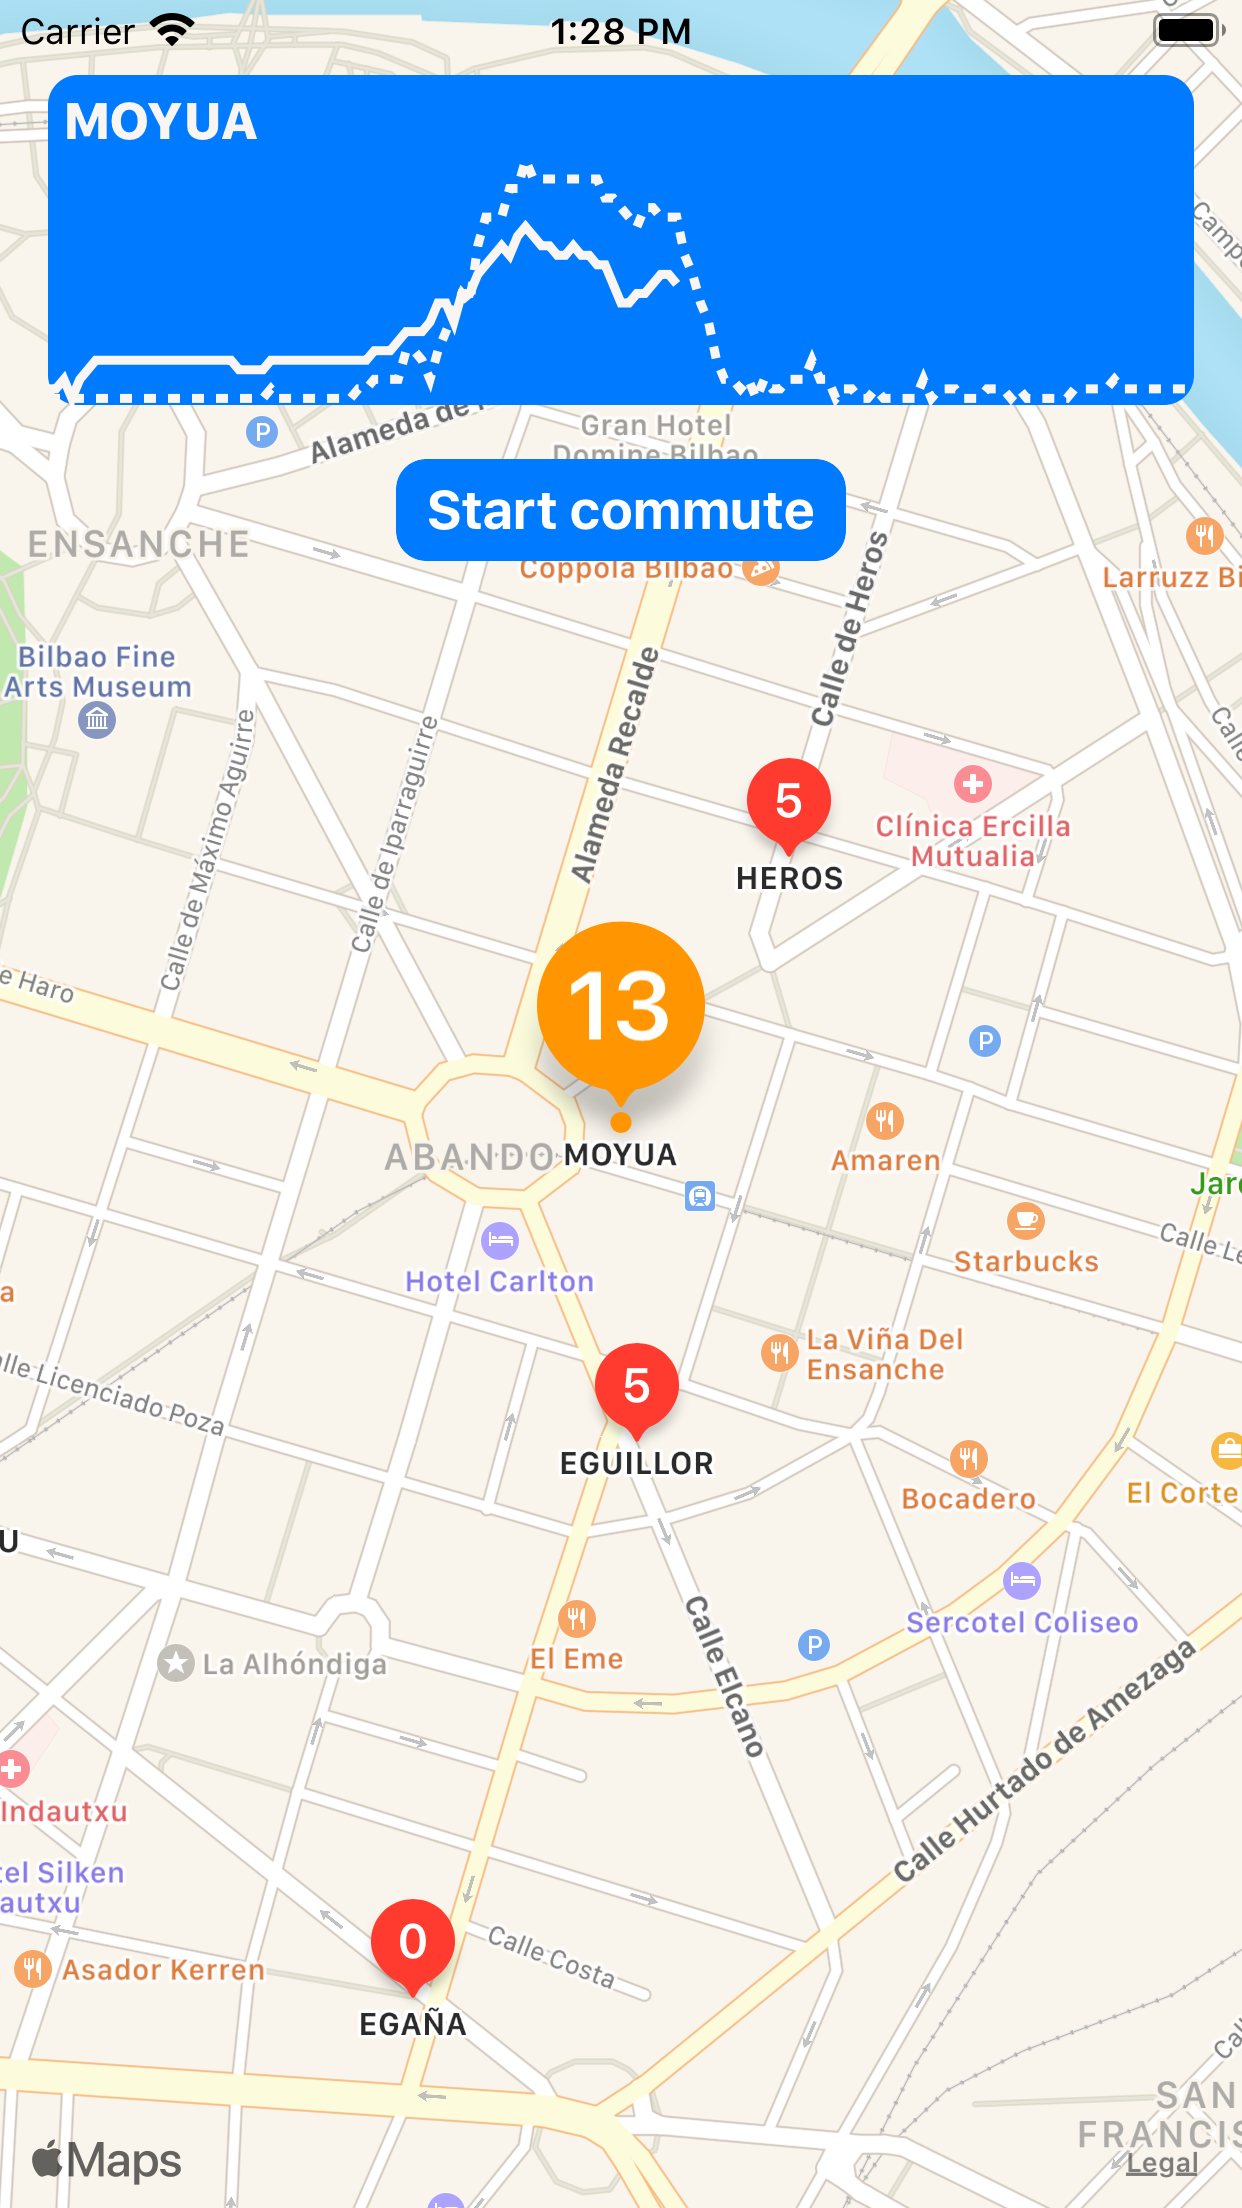 Carrier
1:28 PM
MOYUA
Alameda de
Gran Hotel
Domine Bilbao
Start commute
ENSANCHE
Coppola Bilbao
Calle de Heros
Larruzz Bi
Bilbao Fine
Arts Museum
Alameda Recalde
Calle de Máximo Aguirre
Calle de Iparraguirre
P
5
HEROS
Clínica Ercilla
Mutualia
e Haro
13
P
ABANDO
MOYUA
Amaren
Jar
Starbucks
Calle Le
Hotel Carlton
a
La Viña Del
Ensanche
lle Licenciado Poza
5
EGUILLOR
Bocadero
El Corte
U
Sercotel Coliseo
El Eme
P
La Alhóndiga
Calle Elcano
Calle Hurtado de Amezaga
Indautxu
tel Silken
autxu
0
EGAÑA
Calle Costa
Asador Kerren
SAN
FRANCIS
Maps
Legal